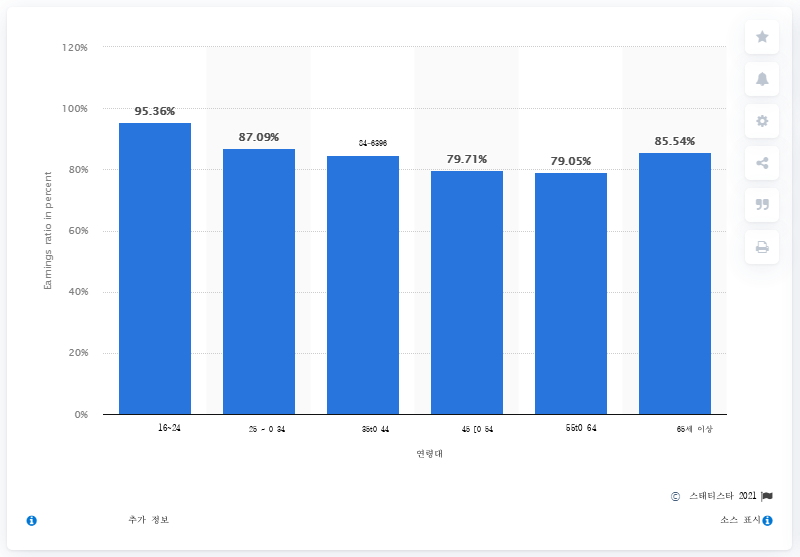 120%
100%
80%
60%
40%
20%
0%
Earnings ratio in percent
95.36%
87.09%
84-6396
79.71%
79.05%
85.54%
16~24
25 ~ 0 34
35t0 44
45 [0 54
55t0 64
65세 이상
연령대
© 스태티스타 2021
추가 정보
소스 표시